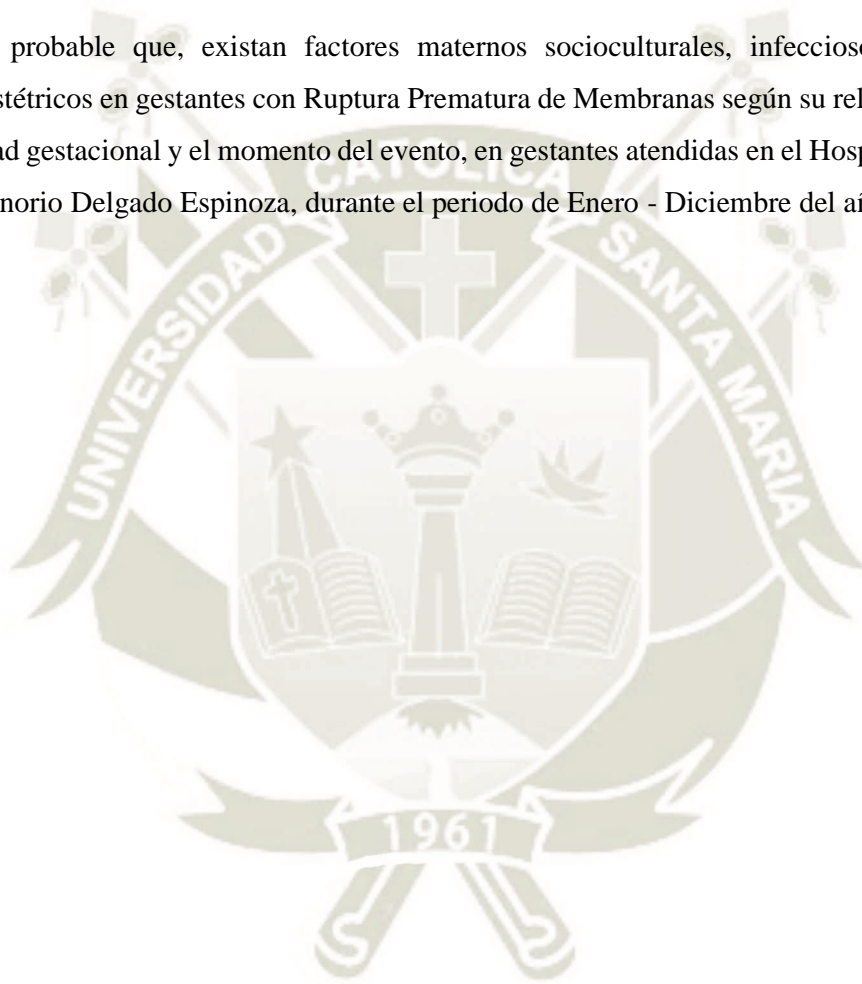 probable que, existan factores maternos socioculturales, infeccioso
stétricos en gestantes con Ruptura Prematura de Membranas según su rel
ad gestacional y el momento del evento, en gestantes atendidas en el Hosp
norio Delgado Espinoza, durante el periodo de Enero - Diciembre del añ
UNIVERSIDAD CATOLICA SANTA MARIA
1961